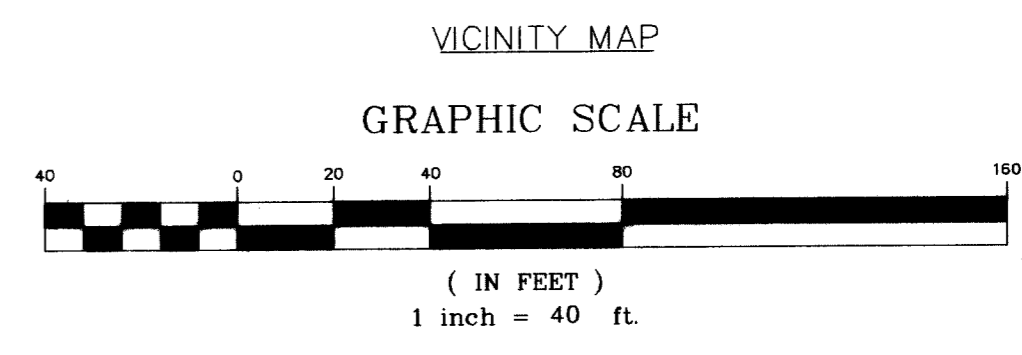 VICINITY MAP
GRAPHIC SCALE
40 0 20 40 80 160
( IN FEET )
1 inch = 40 ft.